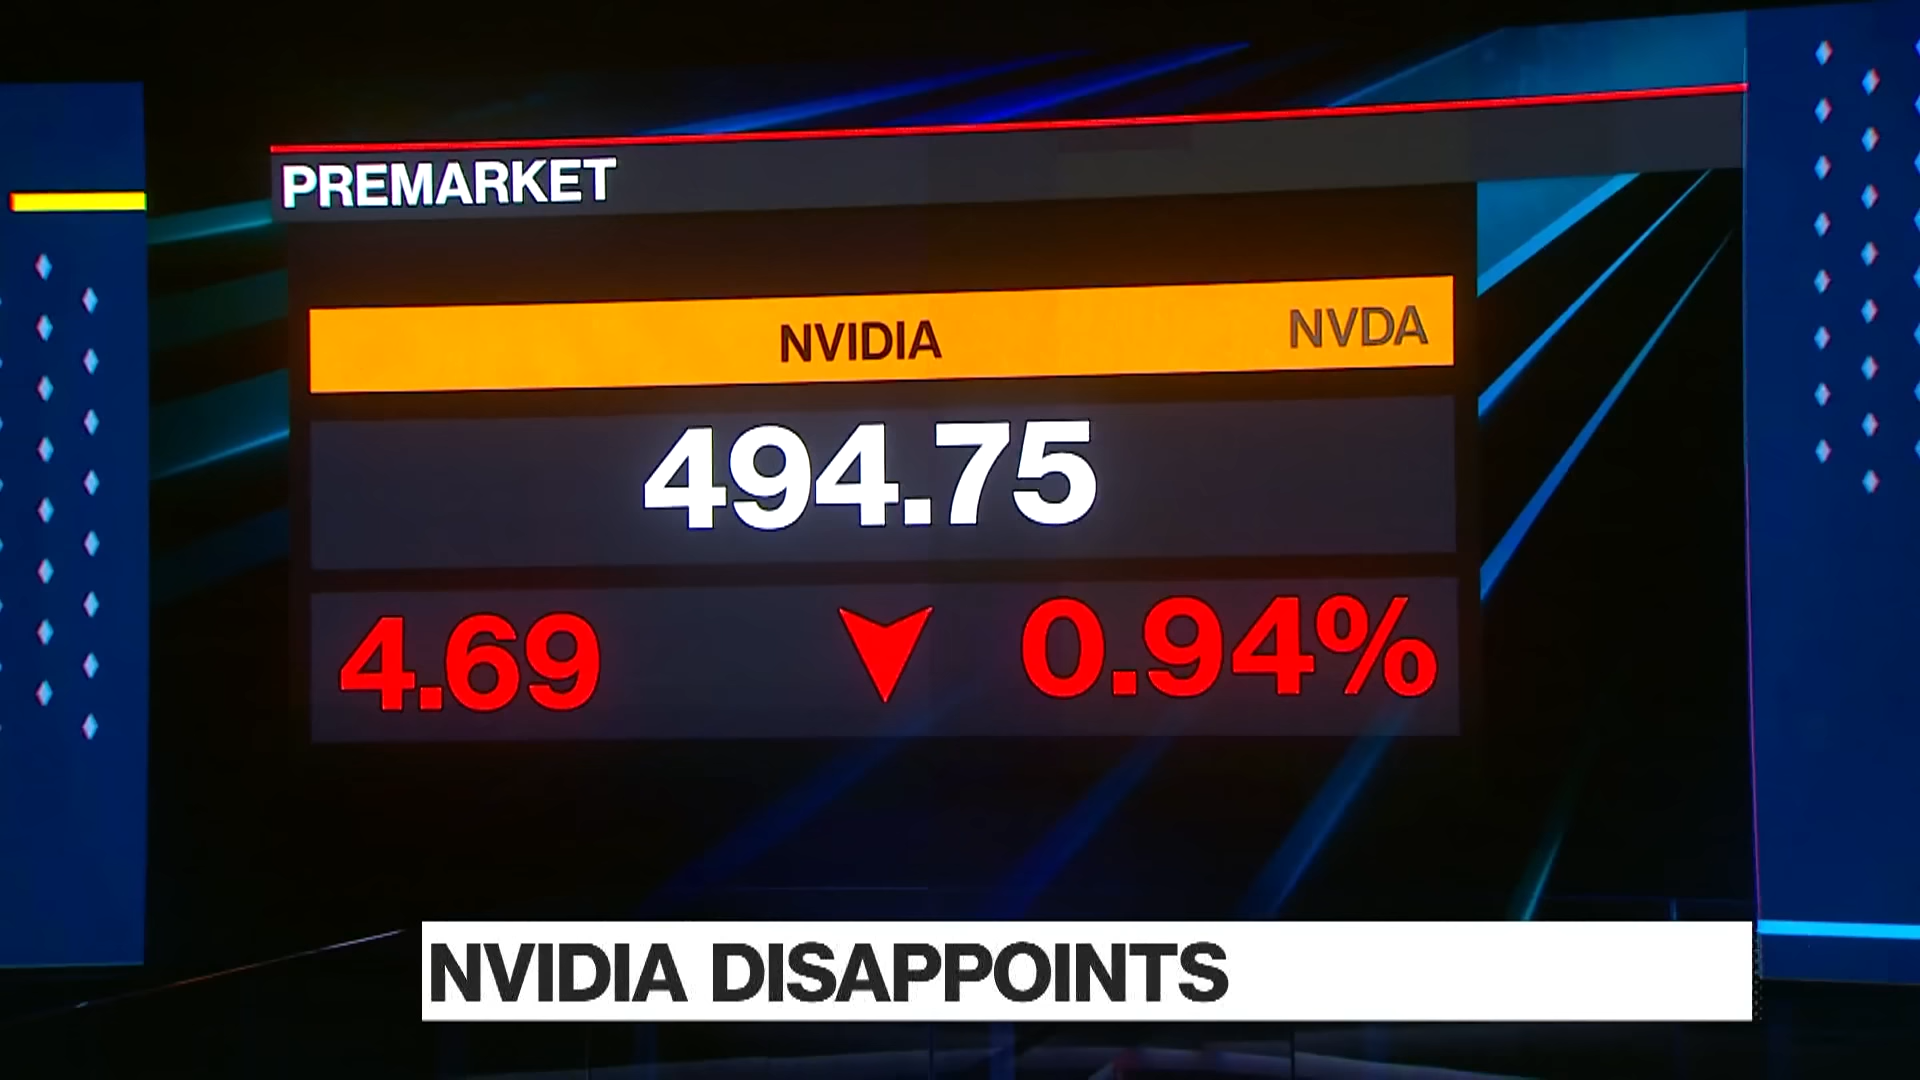 PREMARKET
NVIDIA NVDA
494.75
4.69 0.94%
NVIDIA DISAPPOINTS